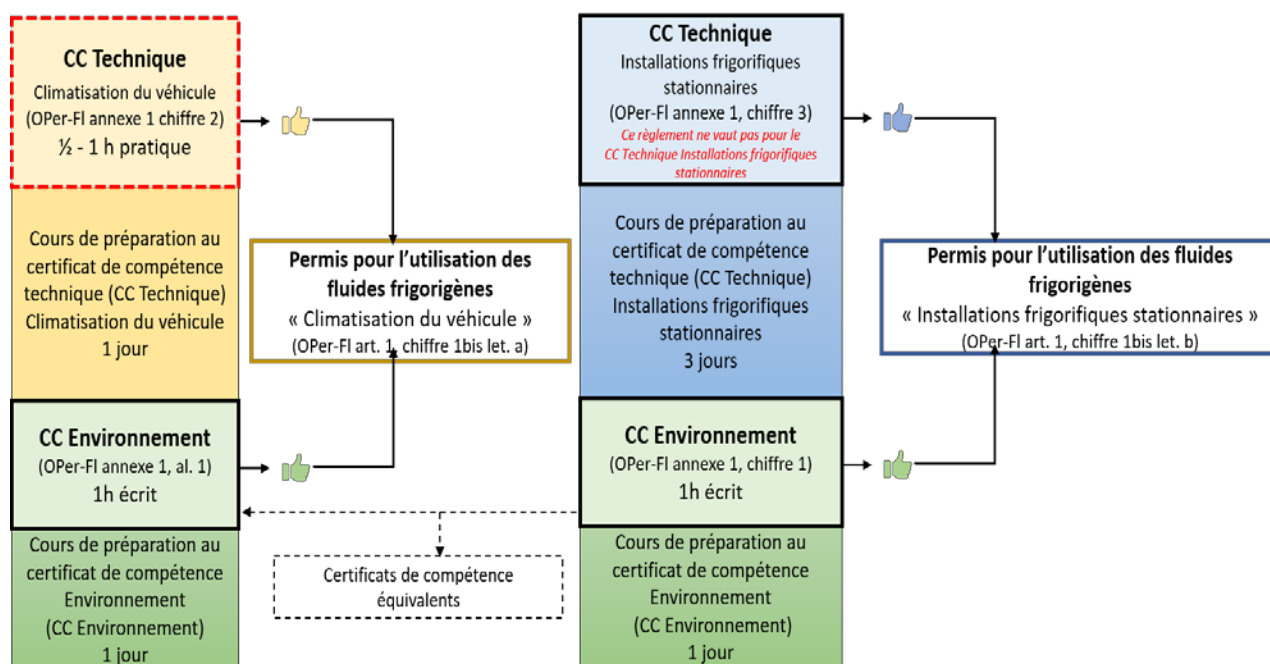 CC Technique
Climatisation du véhicule
(OPer-Fl annexe 1 chiffre 2)
½ - 1 h pratique
Cours de préparation au
certificat de compétence
technique (CC Technique)
Climatisation du véhicule
1 jour
CC Environnement
(OPer-Fl annexe 1, al. 1)
1h écrit
Cours de préparation au
certificat de compétence
Environnement
(CC Environnement)
1 jour
Permis pour l’utilisation des
fluides frigorigènes
« Climatisation du véhicule »
(OPer-Fl art. 1, chiffre 1bis let. a)
Certificats de compétence
équivalents
CC Technique
Installations frigorifiques
stationnaires
(OPer-Fl annexe 1, chiffre 3)
Ce règlement ne vaut pas pour le
CC Technique Installations frigorifiques
stationnaires
Cours de préparation au
certificat de compétence
technique (CC Technique)
Installations frigorifiques
stationnaires
3 jours
CC Environnement
(OPer-Fl annexe 1, chiffre 1)
1h écrit
Cours de préparation au
certificat de compétence
Environnement
(CC Environnement)
1 jour
Permis pour l’utilisation des fluides
frigorigènes
« Installations frigorifiques stationnaires »
(OPer-Fl art. 1, chiffre 1bis let. b)